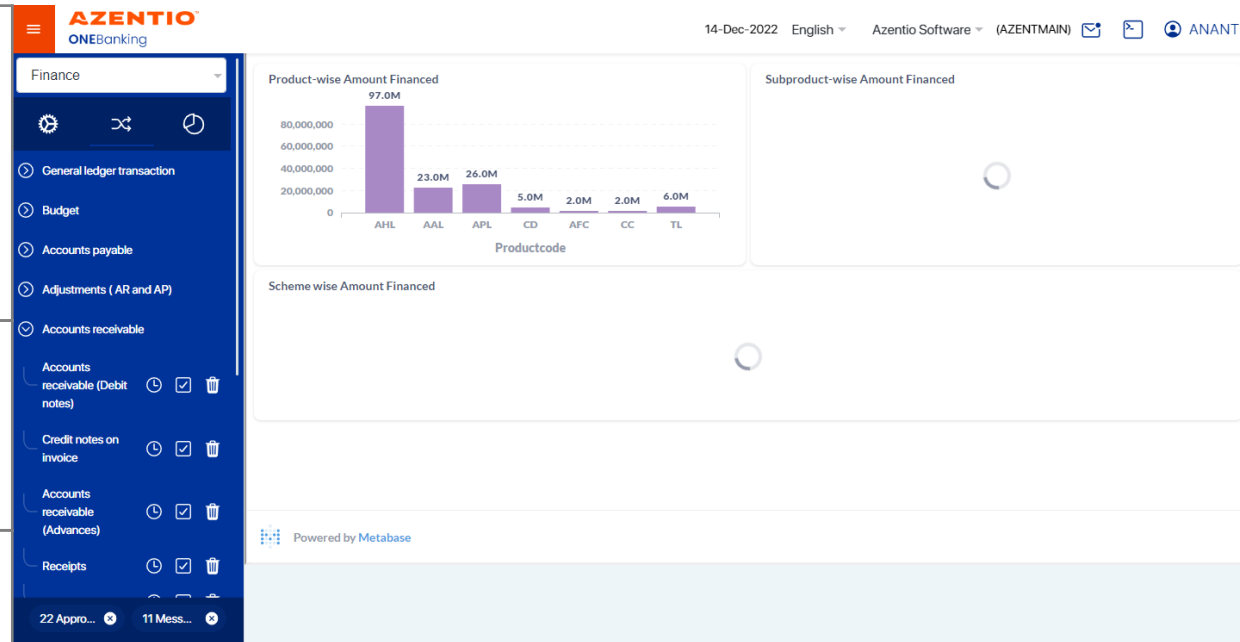 AZENTIO™
ONEBanking
14-Dec-2022 English Azentio Software (AZENTMAIN) ANANT
Finance
General ledger transaction
Budget
Accounts payable
Adjustments ( AR and AP)
Accounts receivable
Accounts
receivable (Debit
notes)
Credit notes on
invoice
Accounts
receivable
(Advances)
Receipts
22 Appro...
11 Mess...
Product-wise Amount Financed
97.0M
80,000,000
60,000,000
40,000,000
20,000,000
0
23.0M 26.0M 5.0M 2.0M 2.0M 6.0M
AHL AAL APL CD AFC CC TL
Productcode
Subproduct-wise Amount Financed
Scheme wise Amount Financed
Powered by Metabase